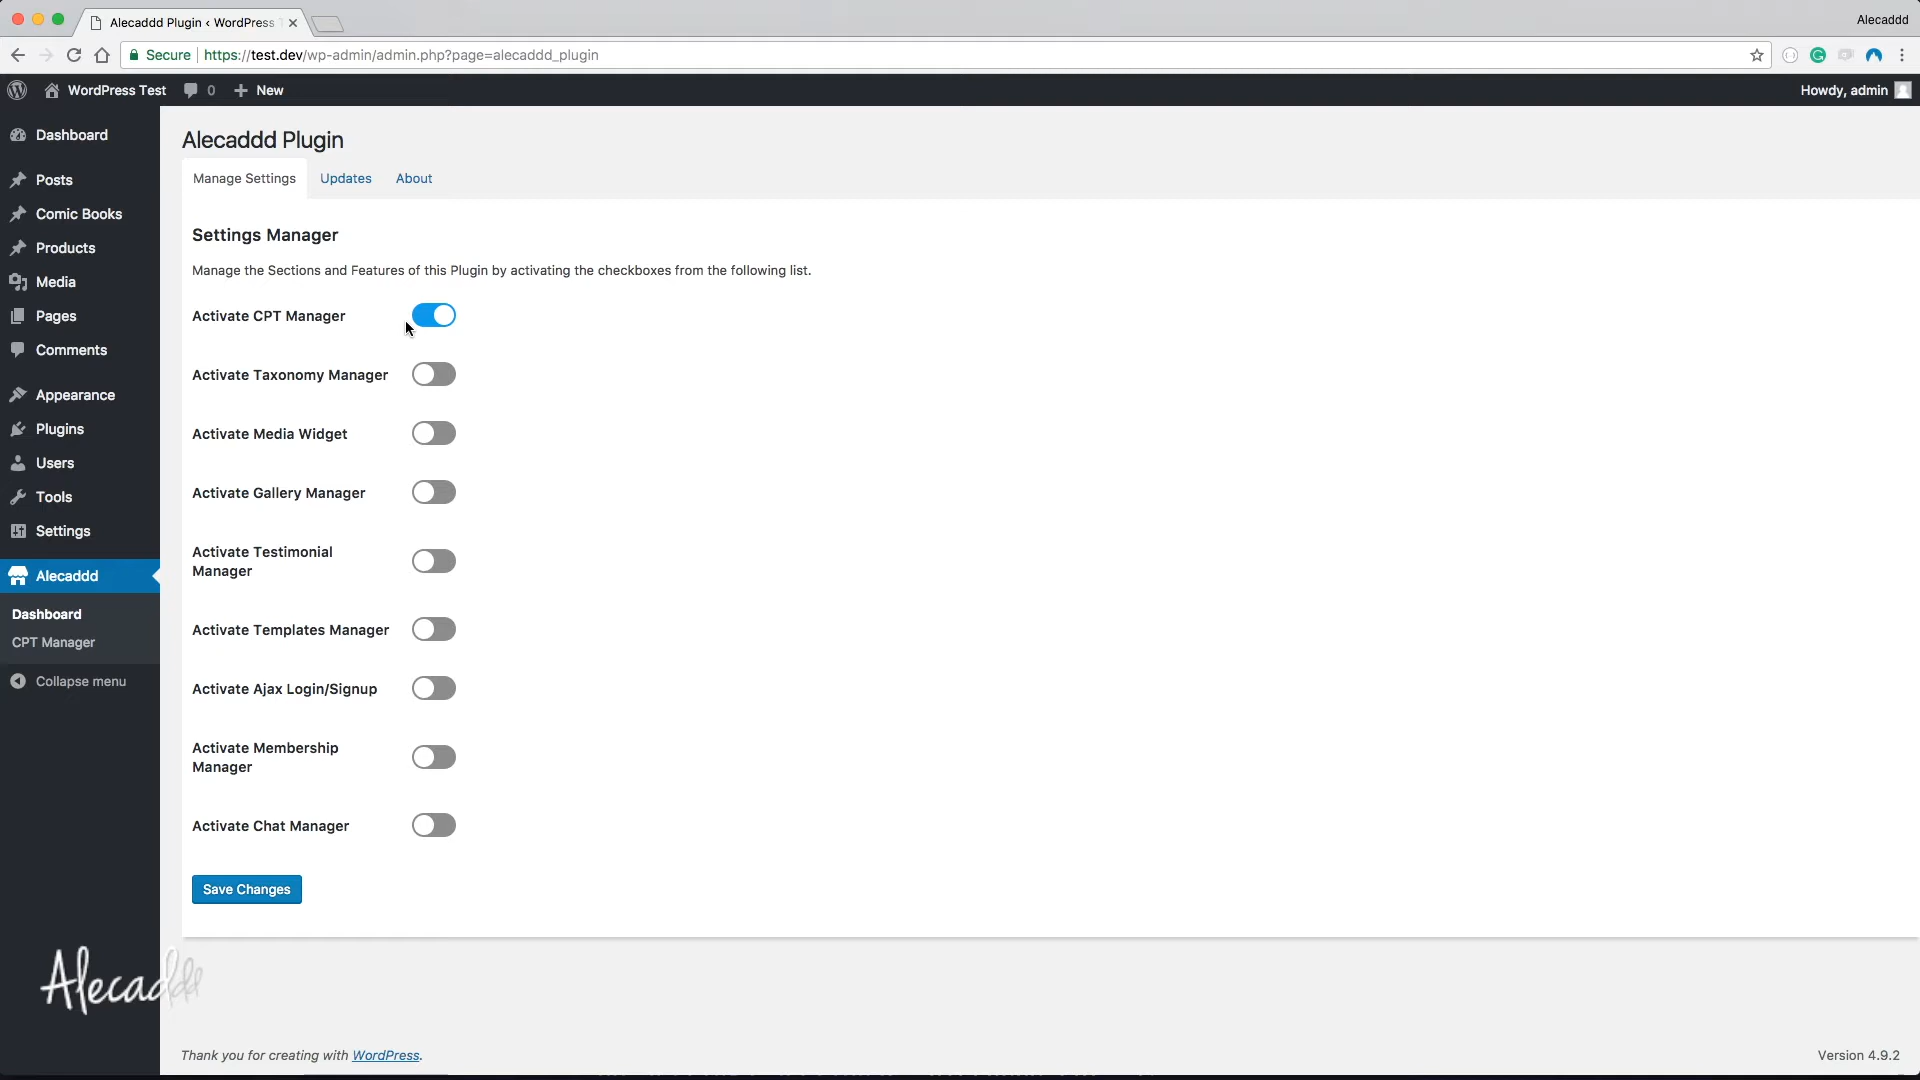 Alecaddd Plugin ‹ WordPress
Alecaddd
Secure https://test.dev/wp-admin/admin.php?page=alecaddd_plugin
WordPress Test 0 New
Howdy, admin
Dashboard
Posts
Comic Books
Products
Media
Pages
Comments
Appearance
Plugins
Users
Tools
Settings
Alecaddd
Dashboard
CPT Manager
Collapse menu
Alecaddd Plugin
Manage Settings Updates About
Settings Manager
Manage the Sections and Features of this Plugin by activating the checkboxes from the following list.
Activate CPT Manager
Activate Taxonomy Manager
Activate Media Widget
Activate Gallery Manager
Activate Testimonial
Manager
Activate Templates Manager
Activate Ajax Login/Signup
Activate Membership
Manager
Activate Chat Manager
Save Changes
Alecaddd
Thank you for creating with WordPress.
Version 4.9.2